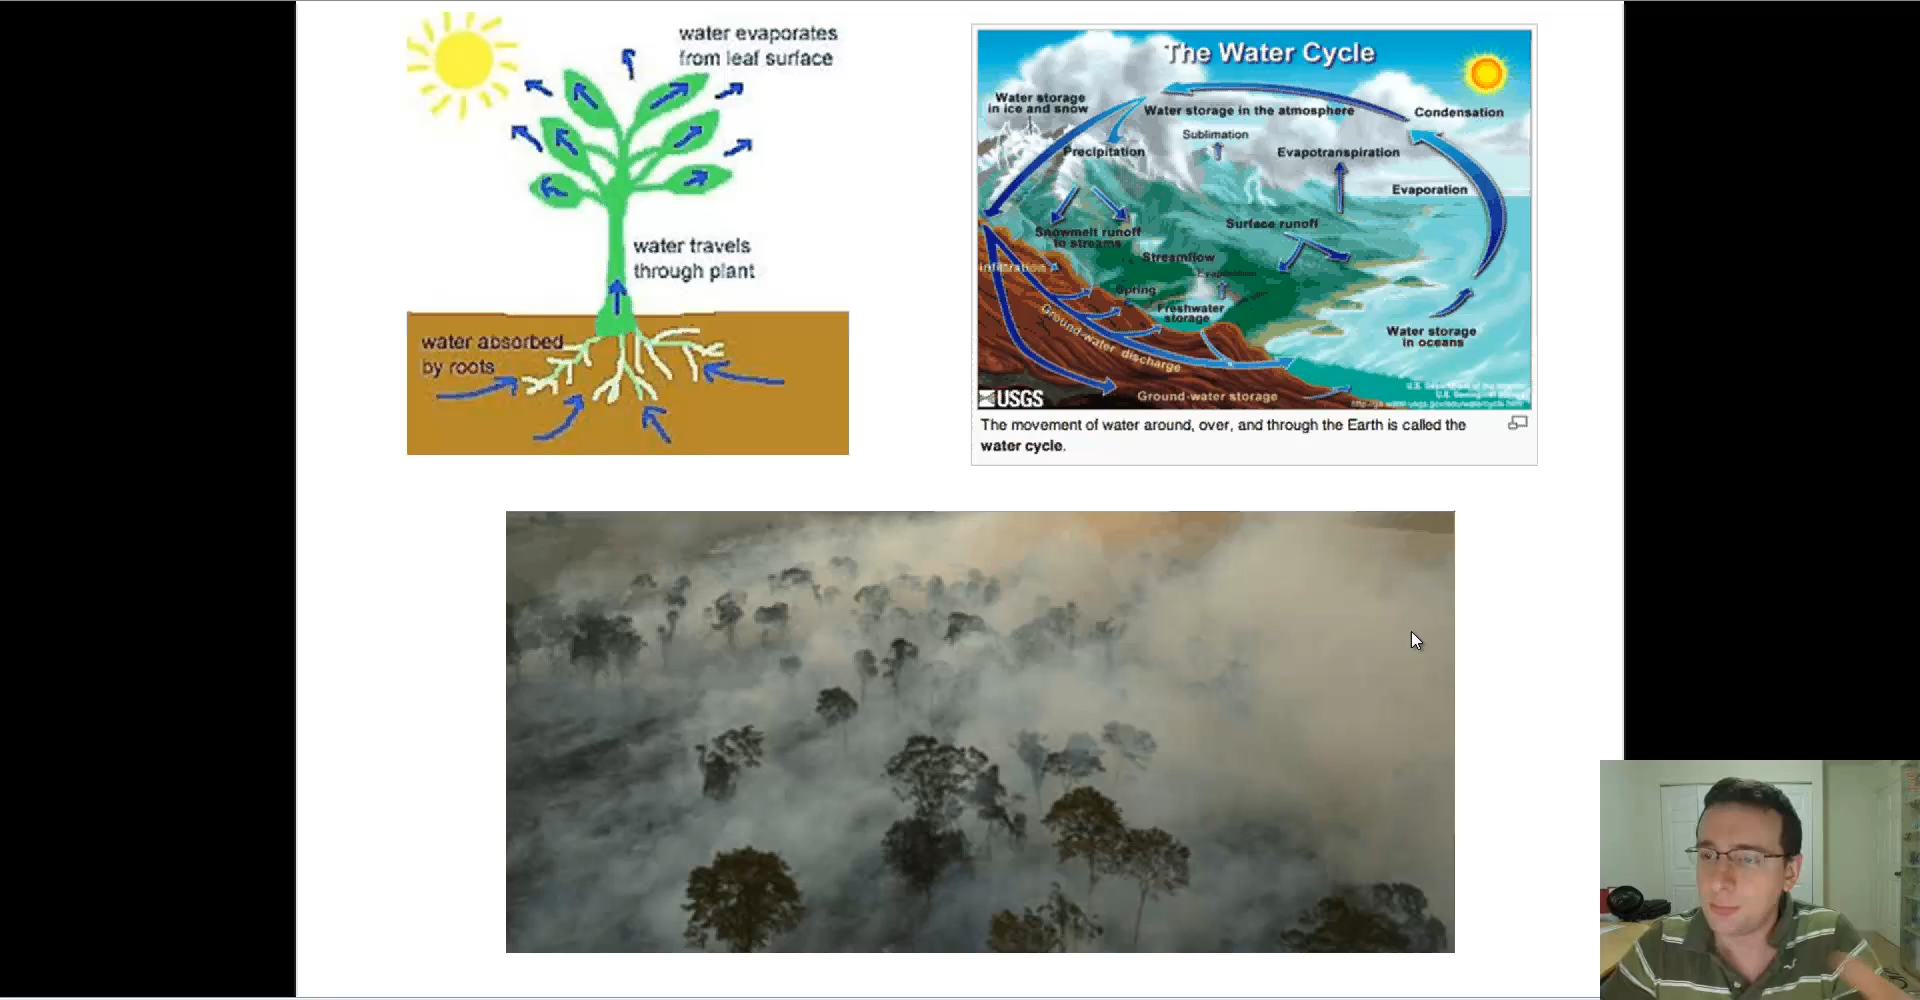 water evaporates
from leaf surface
water travels
through plant
water absorbed
by roots
The Water Cycle
Water storage
in ice and snow
Water storage in the atmosphere
Condensation
Sublimation
Precipitation
Evapotranspiration
Evaporation
Surface runoff
Snowmelt runoff
to streams
Streamflow
Infiltration
Evaporation
Spring
Freshwater
storage
Ground-water discharge
Water storage
in oceans
Ground-water storage
USGS
The movement of water around, over, and through the Earth is called the
water cycle.